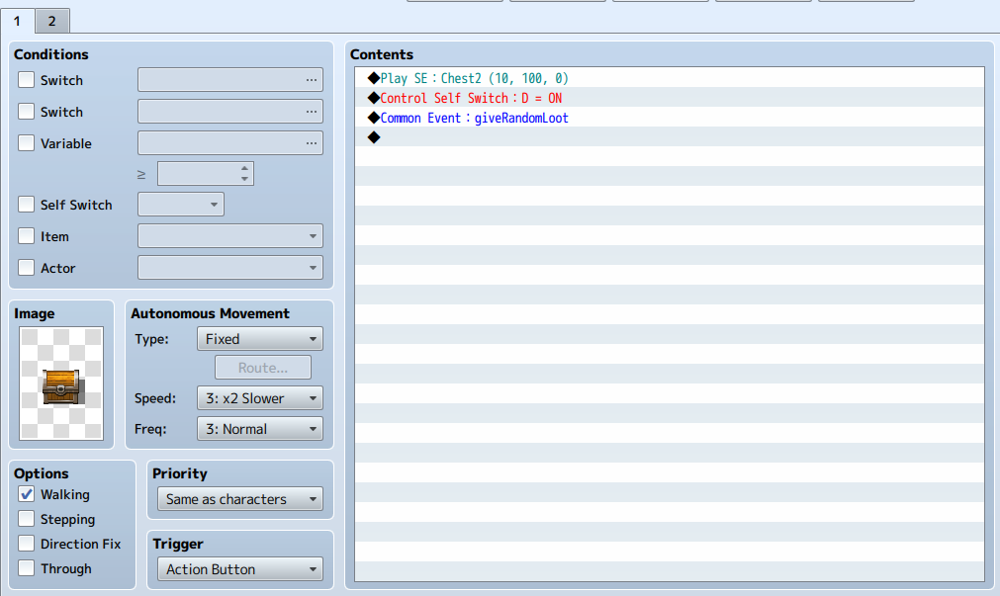 1 2
Conditions
Switch ...
Switch ...
Variable ...
≥
Self Switch
Item
Actor
Image
Autonomous Movement
Type: Fixed
Route...
Speed: 3: x2 Slower
Freq: 3: Normal
Options
Walking
Stepping
Direction Fix
Through
Priority
Same as characters
Trigger
Action Button
Contents
◆Play SE：Chest2 (10, 100, 0)
◆Control Self Switch：D = ON
◆Common Event：giveRandomLoot
◆